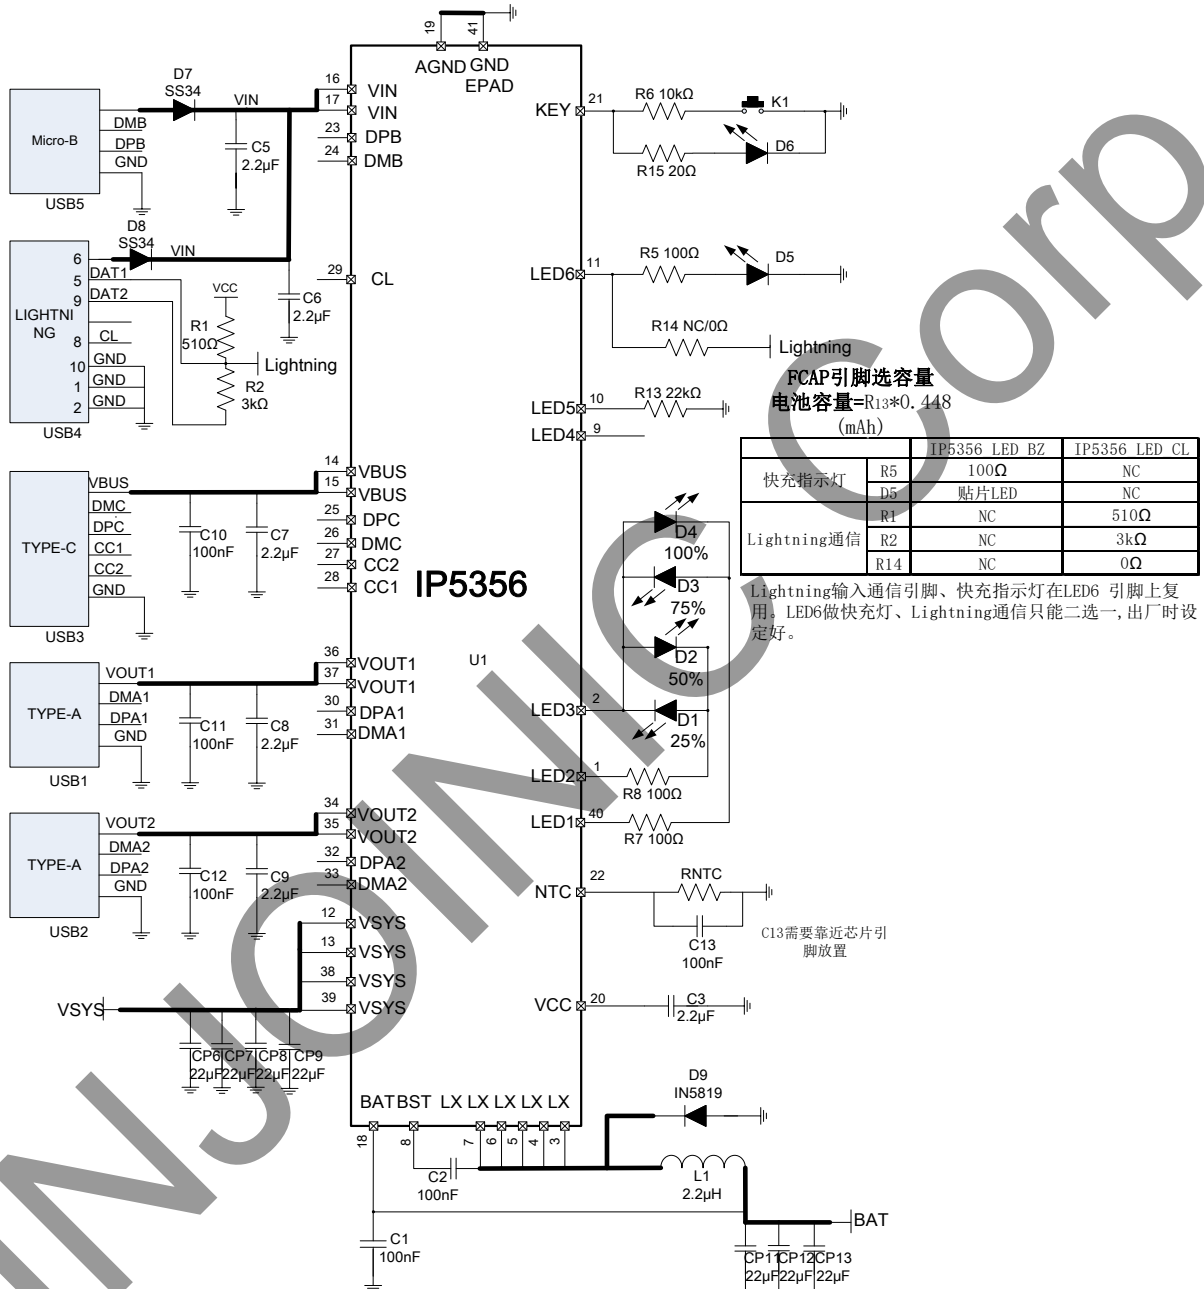 19
41
AGND GND
EPAD
D7
SS34
VIN
16
VIN
17
VIN
23
DPB
24
DMB
Micro-B
DMB
DPB
GND
USB5
C5
2.2μF
D8
SS34
VIN
LIGHTNI
NG
6
5
9
8
10
1
2
DAT1
DAT2
CL
GND
GND
GND
USB4
VCC
R1
510Ω
R2
3kΩ
Lightning
C6
2.2μF
29
CL
TYPE-C
VBUS
DMC
DPC
CC1
CC2
GND
USB3
C10
100nF
C7
2.2μF
14
VBUS
15
VBUS
25
DPC
26
DMC
27
CC2
28
CC1
IP5356
U1
TYPE-A
VOUT1
DMA1
DPA1
GND
USB1
C11
100nF
C8
2.2μF
36
VOUT1
37
VOUT1
30
DPA1
31
DMA1
TYPE-A
VOUT2
DMA2
DPA2
GND
USB2
C12
100nF
C9
2.2μF
34
VOUT2
35
VOUT2
32
DPA2
33
DMA2
12
VSYS
13
VSYS
38
VSYS
39
VSYS
VSYS
CP6 CP7 CP8 CP9
22μF 22μF 22μF 22μF
KEY
21
R6 10kΩ
K1
R15 20Ω
D6
LED6
11
R5 100Ω
D5
R14 NC/0Ω
Lightning
LED5
10
R13 22kΩ
LED4
9
FCAP引脚选容量
电池容量=R13*0.448
(mAh)
IP5356 LED BZ IP5356 LED CL
快充指示灯 R5 100Ω NC
D5 贴片LED NC
Lightning通信 R1 NC 510Ω
R2 NC 3kΩ
R14 NC 0Ω
Lightning输入通信引脚、快充指示灯在LED6 引脚上复
用。LED6做快充灯、Lightning通信只能二选一,出厂时设
定好。
D4
100%
D3
75%
D2
50%
D1
25%
LED3
2
LED2
1
R8 100Ω
LED1
40
R7 100Ω
NTC
22
RNTC
C13
100nF
C13需要靠近芯片引
脚放置
VCC
20
C3
2.2μF
BAT BST LX LX LX LX LX
18
8
7
6
5
4
3
C2
100nF
D9
IN5819
L1
2.2μH
BAT
C1
100nF
CP11 CP12 CP13
22μF 22μF 22μF
INJOINIC Corp